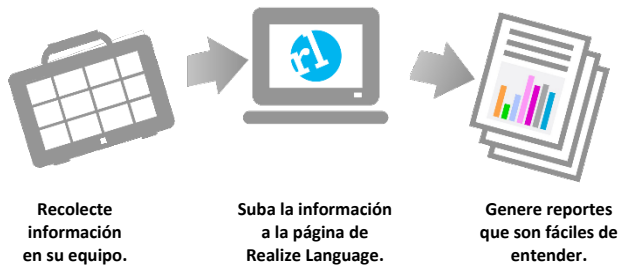 rl
Recolecte
información
en su equipo.
Suba la información
a la página de
Realize Language.
Genere reportes
que son fáciles de
entender.